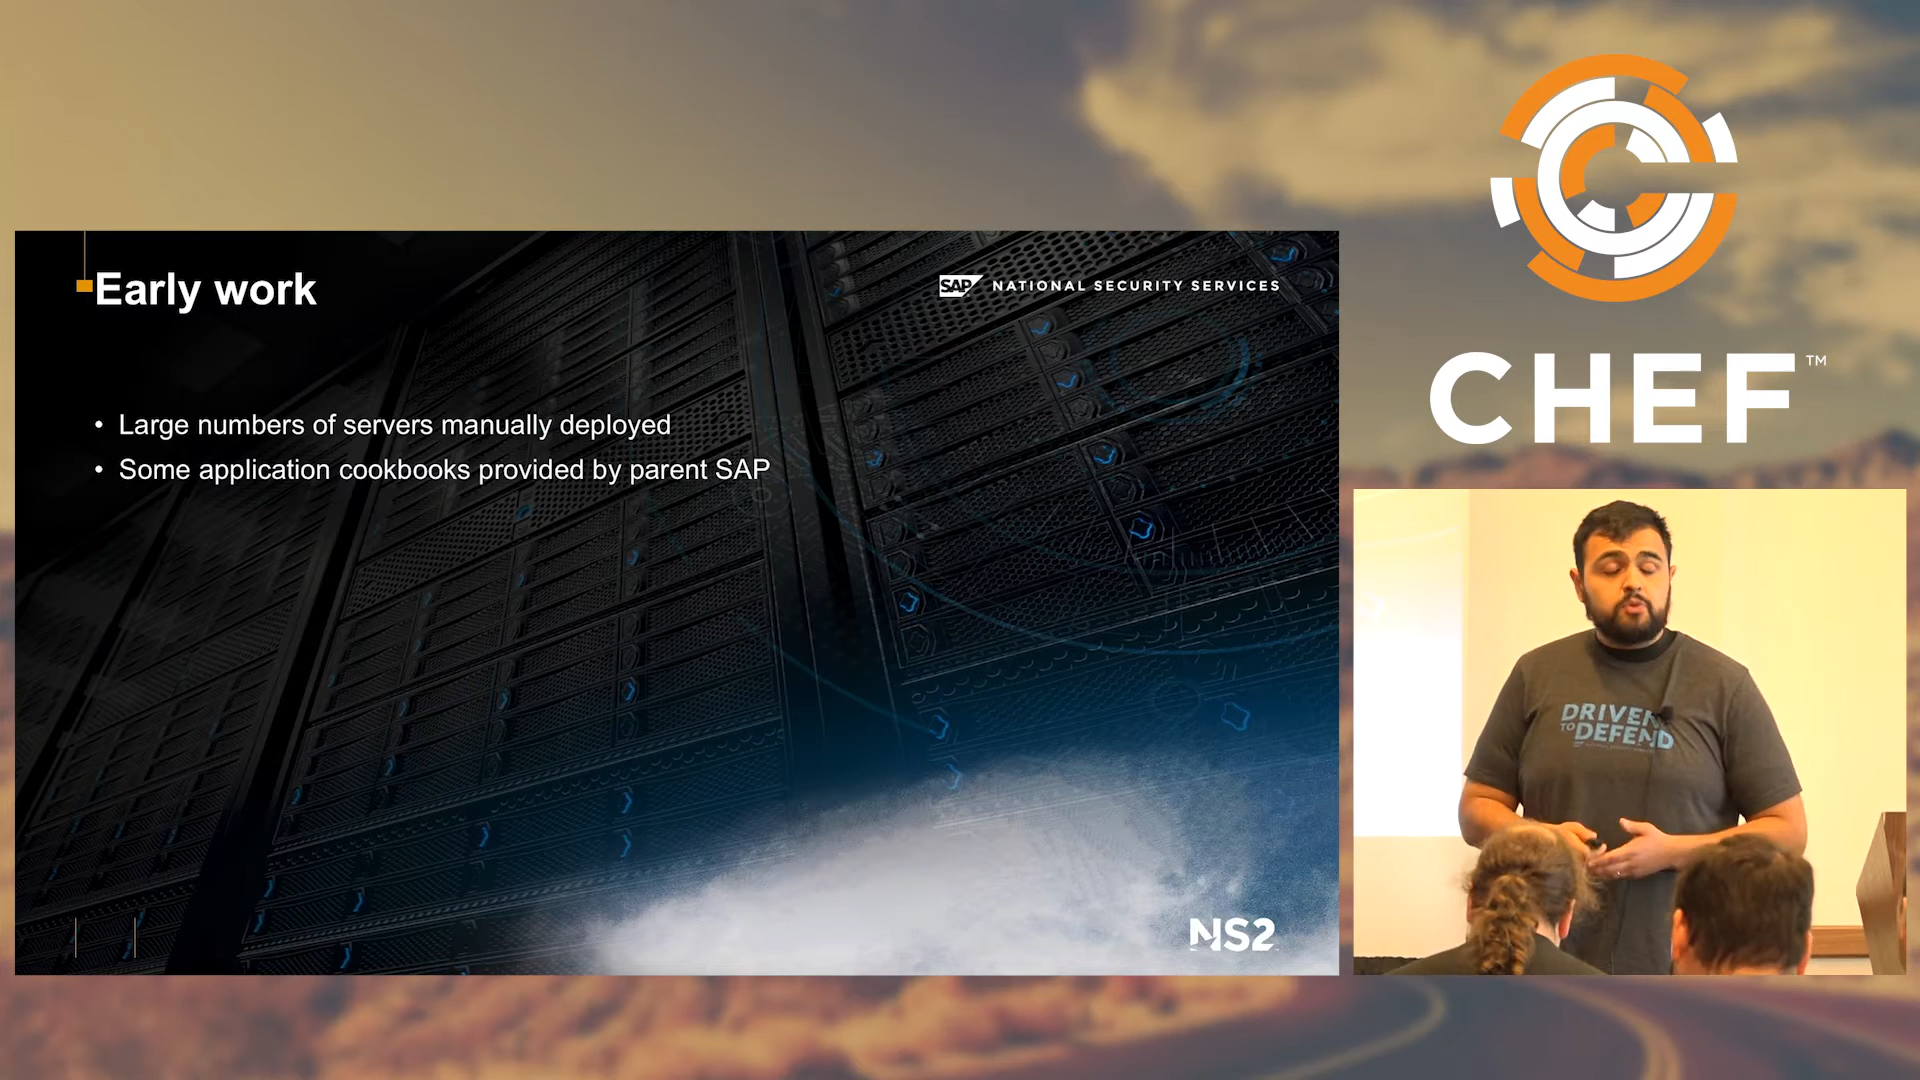 Early work
SAP NATIONAL SECURITY SERVICES
• Large numbers of servers manually deployed
• Some application cookbooks provided by parent SAP
NS2
CHEF™
DRIVEN
TO DEFEND